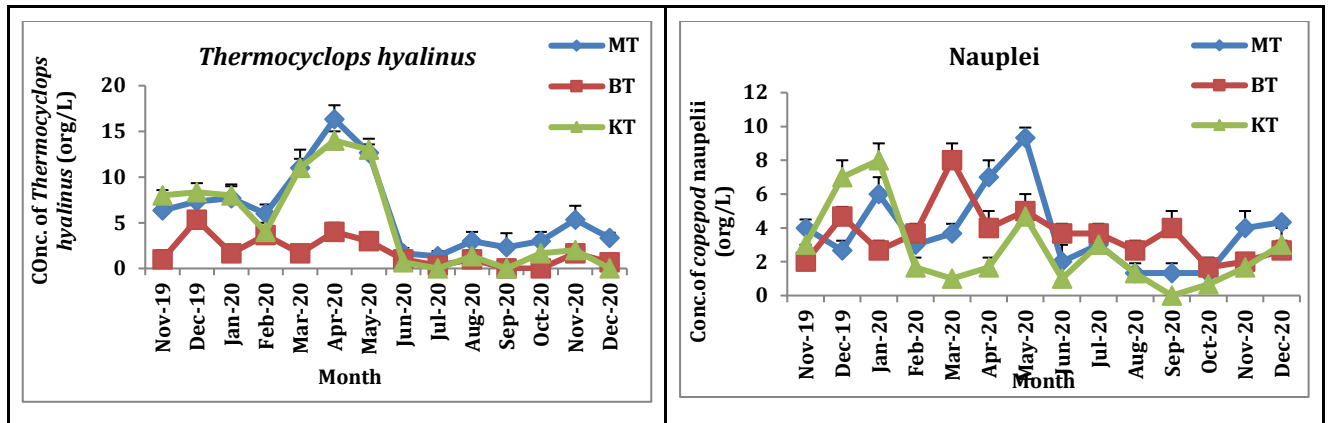 Thermocyclops hyalinus
MT
BT
KT
COnc. of Thermocyclops
hyalinus (org/L)
20
15
10
5
0
Nov-19
Dec-19
Jan-20
Feb-20
Mar-20
Apr-20
May-20
Jun-20
Jul-20
Aug-20
Sep-20
Oct-20
Nov-20
Dec-20
Month
Nauplei
MT
BT
KT
Conc.of copepod naupelii
(org/L)
12
10
8
6
4
2
0
Nov-19
Dec-19
Jan-20
Feb-20
Mar-20
Apr-20
May-20
Jun-20
Jul-20
Aug-20
Sep-20
Oct-20
Nov-20
Dec-20
Month